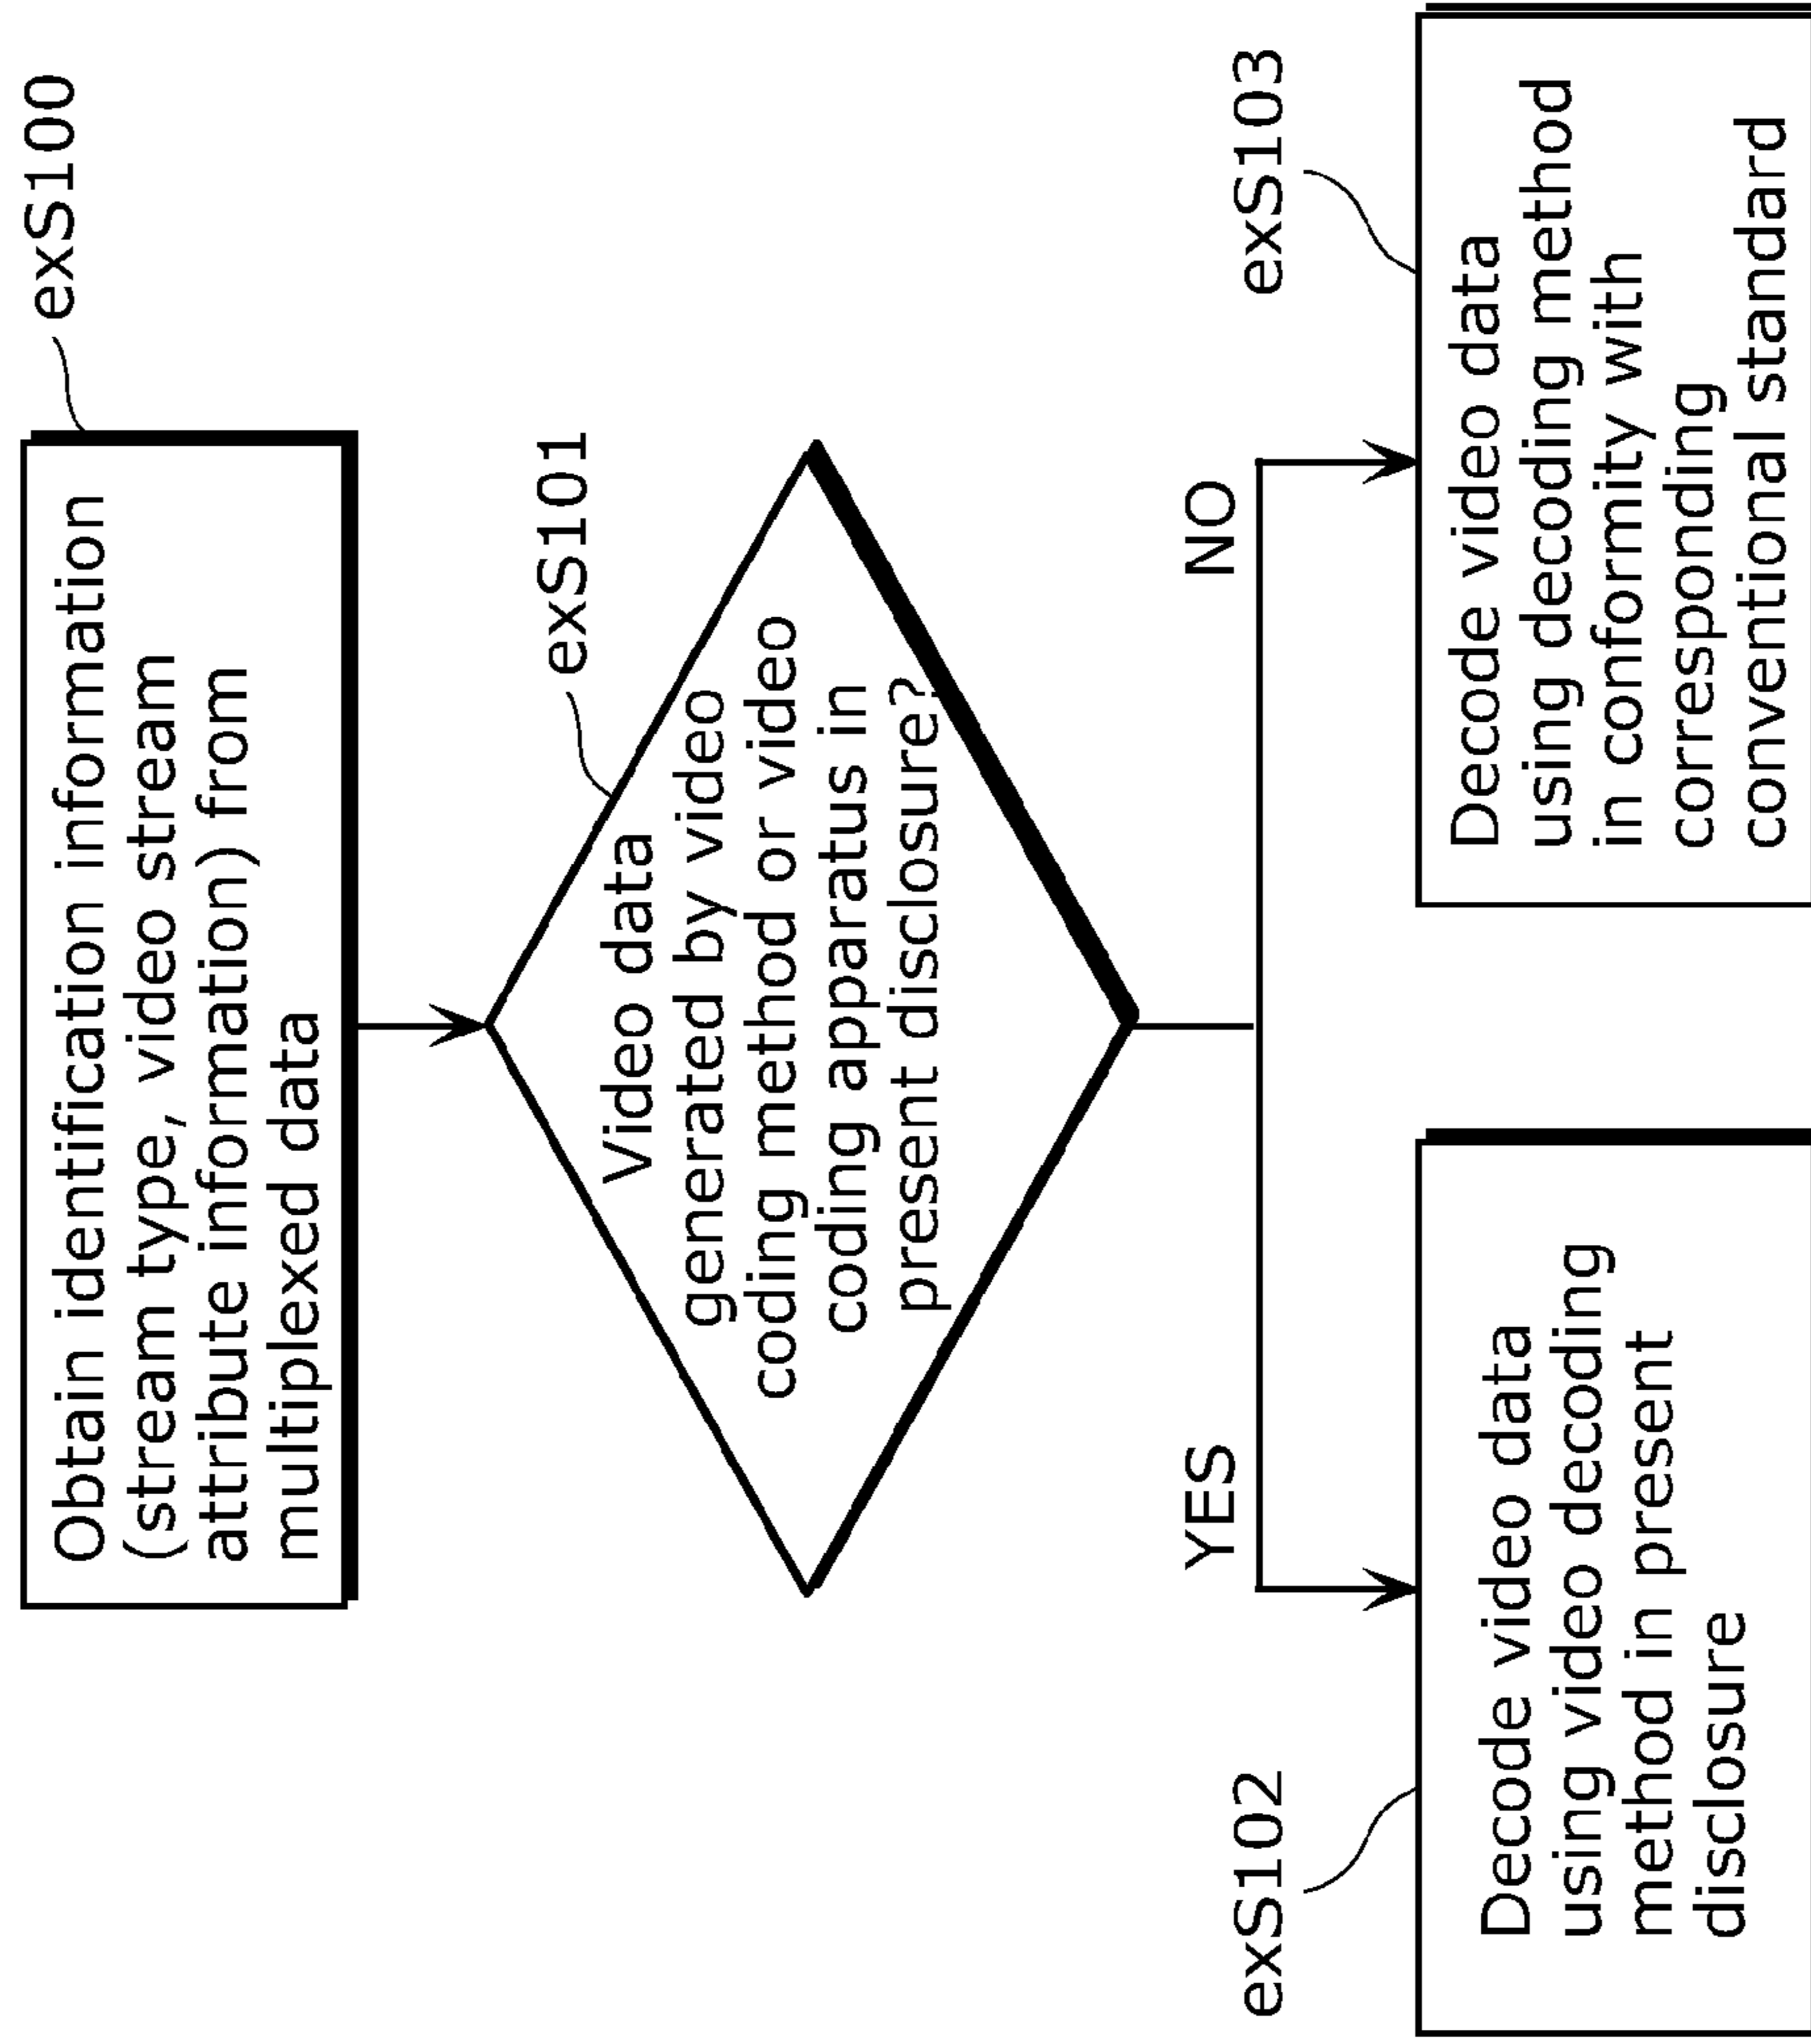 exS100
Obtain identification information
(stream type, video stream
attribute information) from
multiplexed data
exS101
Video data
generated by video
coding method or video
coding apparatus in
present disclosure?
YES
NO
exS102
Decode video data
using video decoding
method in present
disclosure
exS103
Decode video data
using decoding method
in conformity with
corresponding
conventional standard